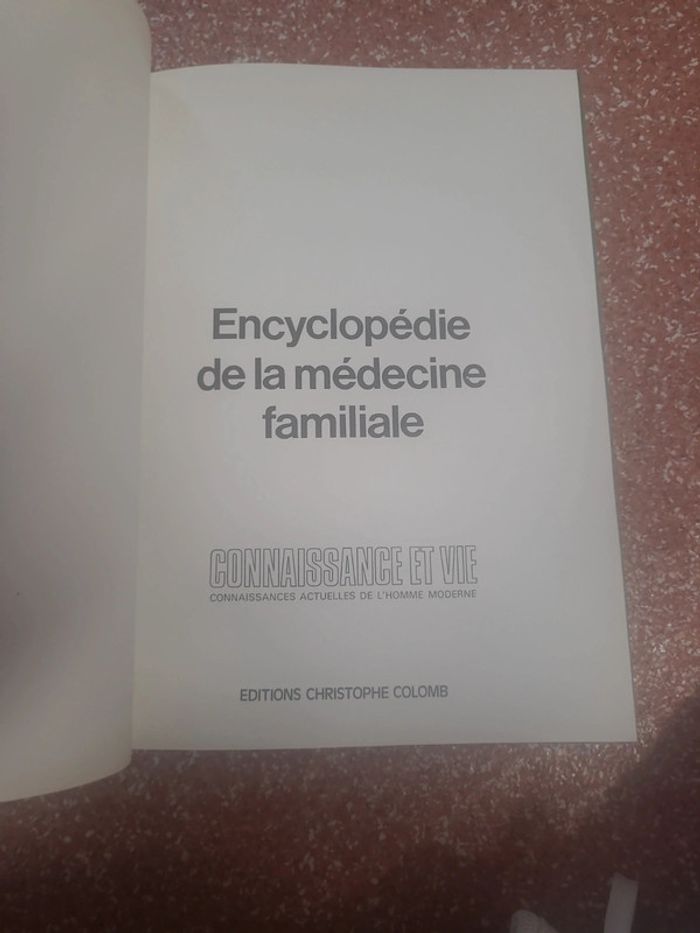 Encyclopédie
de la médecine
familiale
CONNAISSANCE ET VIE
CONNAISSANCES ACTUELLES DE L'HOMME MODERNE
EDITIONS CHRISTOPHE COLOMB